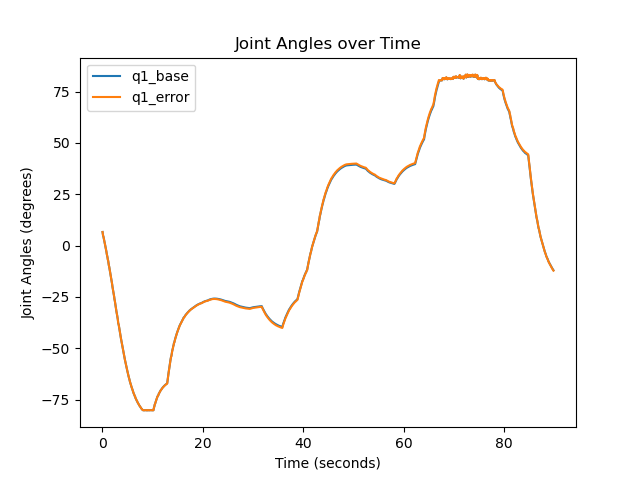 Joint Angles over Time
q1_base
q1_error
Joint Angles (degrees)
75
50
25
0
−25
−50
−75
0 20 40 60 80
Time (seconds)